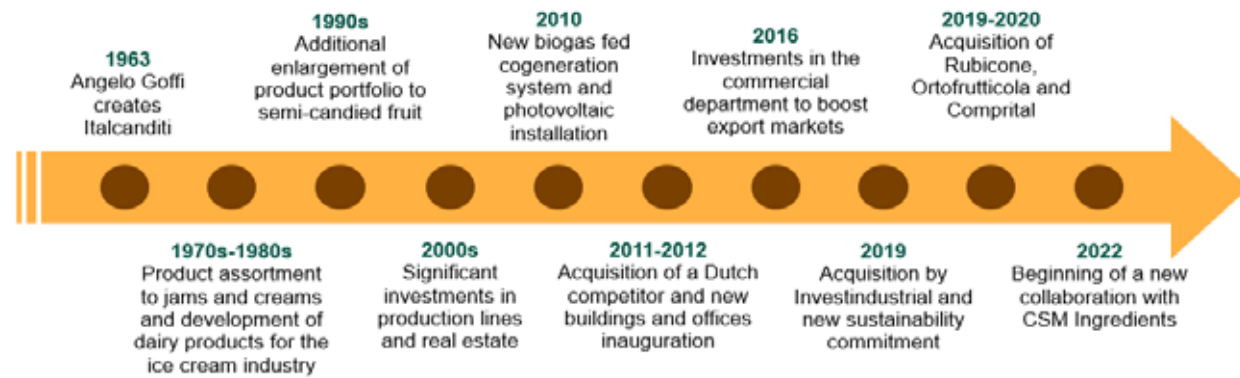 1963
Angelo Goffi
creates
Italcanditi
1970s-1980s
Product assortment
to jams and creams
and development of
dairy products for the
ice cream industry
1990s
Additional
enlargement of
product portfolio to
semi-candied fruit
2000s
Significant
investments in
production lines
and real estate
2010
New biogas fed
cogeneration
system and
photovoltaic
installation
2011-2012
Acquisition of a Dutch
competitor and new
buildings and offices
inauguration
2016
Investments in the
commercial
department to boost
export markets
2019
Acquisition by
Investindustrial and
new sustainability
commitment
2019-2020
Acquisition of
Rubicone,
Ortofrutticola and
Comprital
2022
Beginning of a new
collaboration with
CSM Ingredients